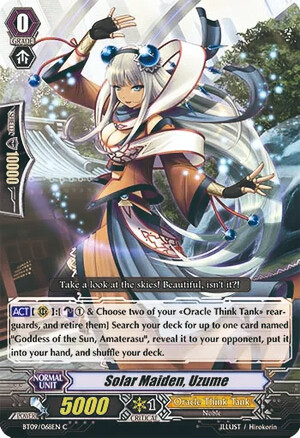 0
GRADE
10000
SHIELD
Take a look at the skies! Beautiful, isn't it?!
ACT [ 1 & Choose two of your «Oracle Think Tank» rear-
guards, and retire them] Search your deck for up to one card named
"Goddess of the Sun, Amaterasu", reveal it to your opponent, put it
into your hand, and shuffle your deck.
NORMAL
UNIT
Solar Maiden, Uzume
POWER
5000
1
CRITICAL
Oracle Think Tank
Noble
BT09/068EN C
ILLUST / Hirokorin